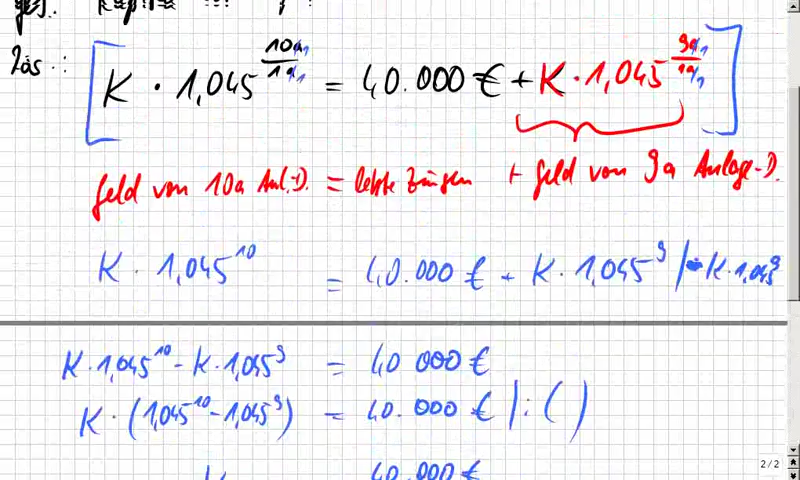 ges.: Kapital
Lös.: [K · 1,045^(10a/1a) = 40.000 € + K · 1,045^(9a/1a)]
Geld von 10a Anl.-D. = letzte Zinsen + Geld von 9a Anlage-D.
K · 1,045^10 = 40.000 € + K · 1,045^9 | - K · 1,045^9
K · 1,045^10 - K · 1,045^9 = 40 000 €
K · (1,045^10 - 1,045^9) = 40.000 € | : ( )
K 40.000 €
2/2